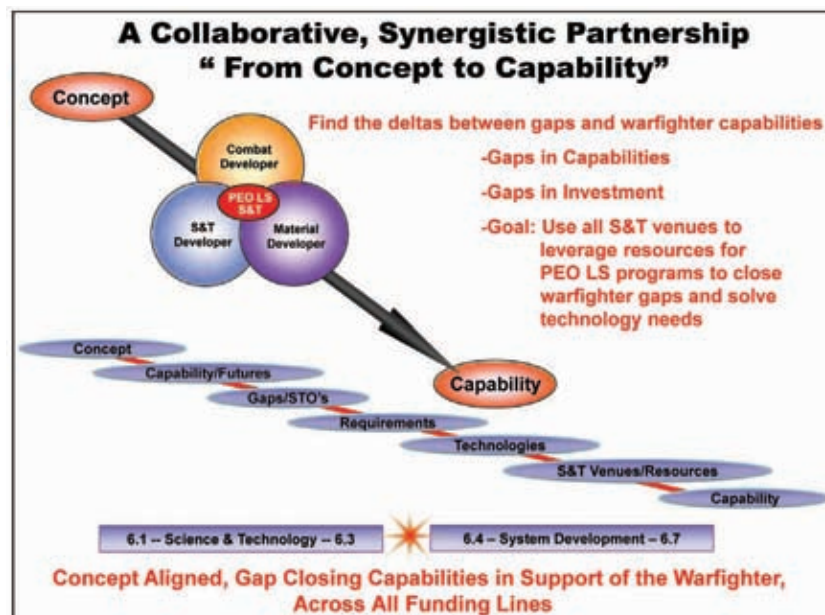 A Collaborative, Synergistic Partnership
“ From Concept to Capability”
Concept
Combat
Developer
PEO LS
S&T
S&T
Developer
Material
Developer
Capability
Find the deltas between gaps and warfighter capabilities
-Gaps in Capabilities
-Gaps in Investment
-Goal: Use all S&T venues to
leverage resources for
PEO LS programs to close
warfighter gaps and solve
technology needs
Concept
Capability/Futures
Gaps/STO's
Requirements
Technologies
S&T Venues/Resources
Capability
6.1 -- Science & Technology -- 6.3
6.4 – System Development – 6.7
Concept Aligned, Gap Closing Capabilities in Support of the Warfighter,
Across All Funding Lines